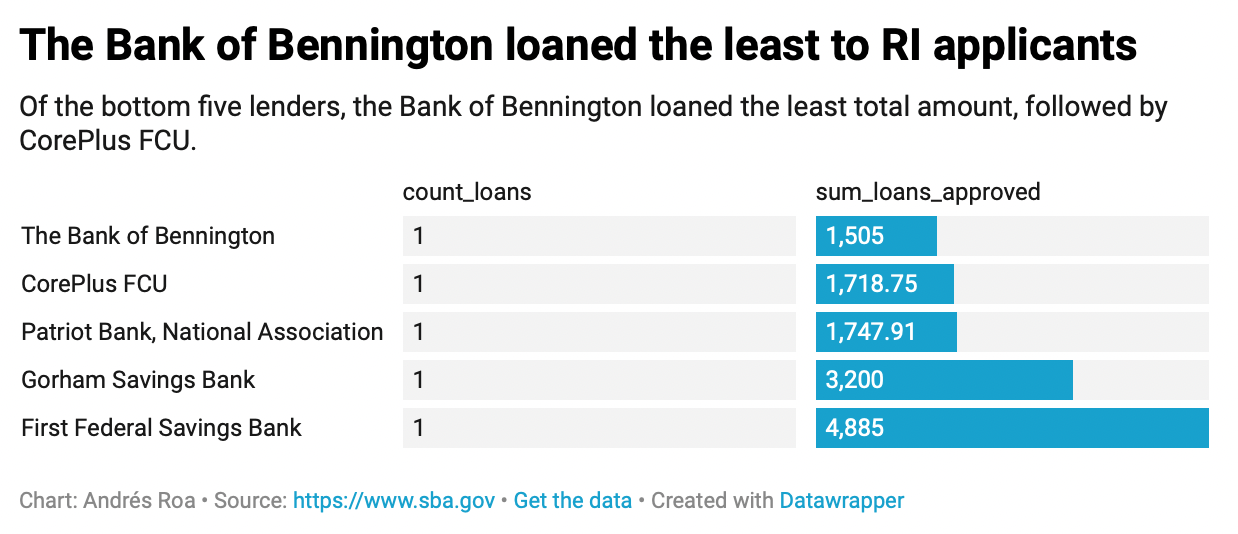 The Bank of Bennington loaned the least to RI applicants
Of the bottom five lenders, the Bank of Bennington loaned the least total amount, followed by
CorePlus FCU.
count_loans sum_loans_approved
The Bank of Bennington 1 1,505
CorePlus FCU 1 1,718.75
Patriot Bank, National Association 1 1,747.91
Gorham Savings Bank 1 3,200
First Federal Savings Bank 1 4,885
Chart: Andrés Roa • Source: https://www.sba.gov • Get the data • Created with Datawrapper